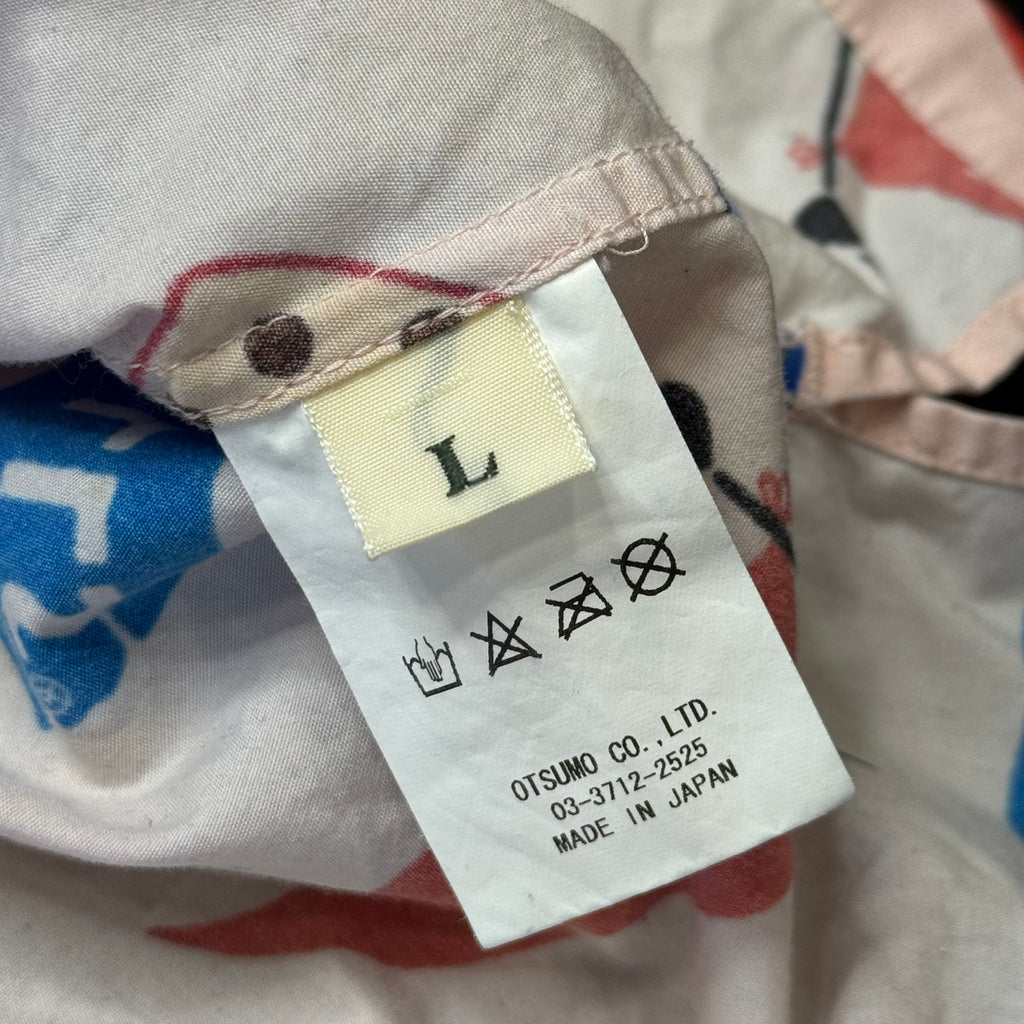 L
OTSUMO CO.,LTD.
03-3712-2525
MADE IN JAPAN